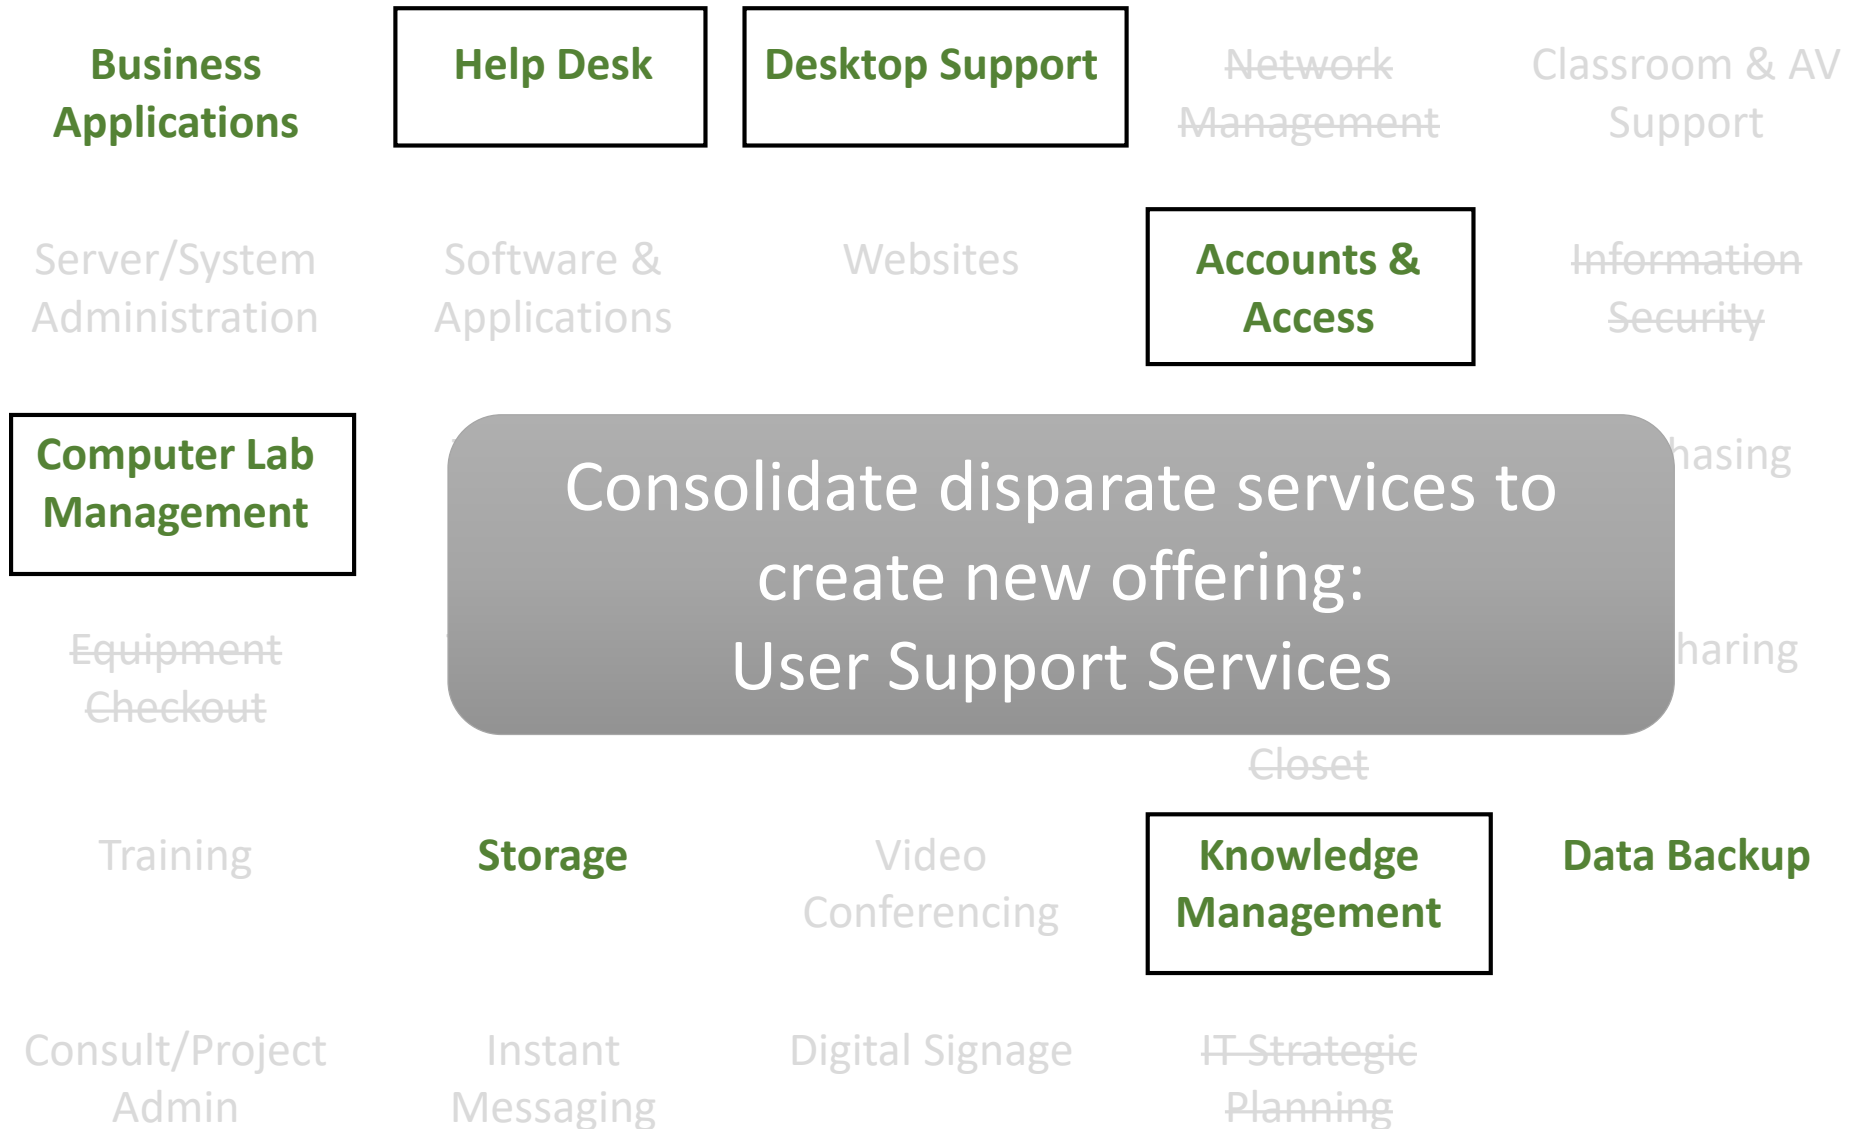 Business
Applications
Help Desk
Desktop Support
Network
Management
Classroom & AV
Support
Server/System
Administration
Software &
Applications
Websites
Accounts &
Access
Information
Security
Computer Lab
Management
Consolidate disparate services to
create new offering:
User Support Services
hasing
Equipment
Checkout
haring
Closet
Training
Storage
Video
Conferencing
Knowledge
Management
Data Backup
Consult/Project
Admin
Instant
Messaging
Digital Signage
IT Strategic
Planning